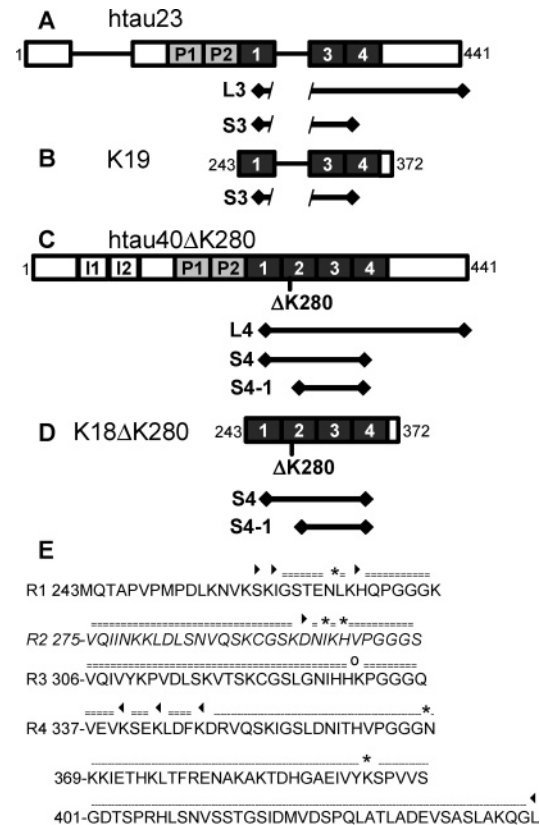 A htau23
1 P1 P2 1 3 4 441
L3
S3
B K19
243 1 3 4 372
S3
C htau40ΔK280
1 I1 I2 P1 P2 1 2 3 4 441
ΔK280
L4
S4
S4-1
D K18ΔK280 243 1 2 3 4 372
ΔK280
S4
S4-1
E
R1 243MQTAPVPMPDLKNVKSKIGSTENLKHQPGGGK
R2 275-VQIINKKLDLSNVQSKCGSKDNIKHVPGGGS
R3 306-VQIVYKPVDLSKVTSKCGSLGNIHHKPGGGQ
R4 337-VEVKSEKLDFKDRVQSKIGSLDNITHVPGGGN
369-KKIETHKLTFRENAKAKTDHGAEIVYKSPVVS
401-GDTSPRHLSNVSSTGSIDMVDSPQLATLADEVSASLAKQGL